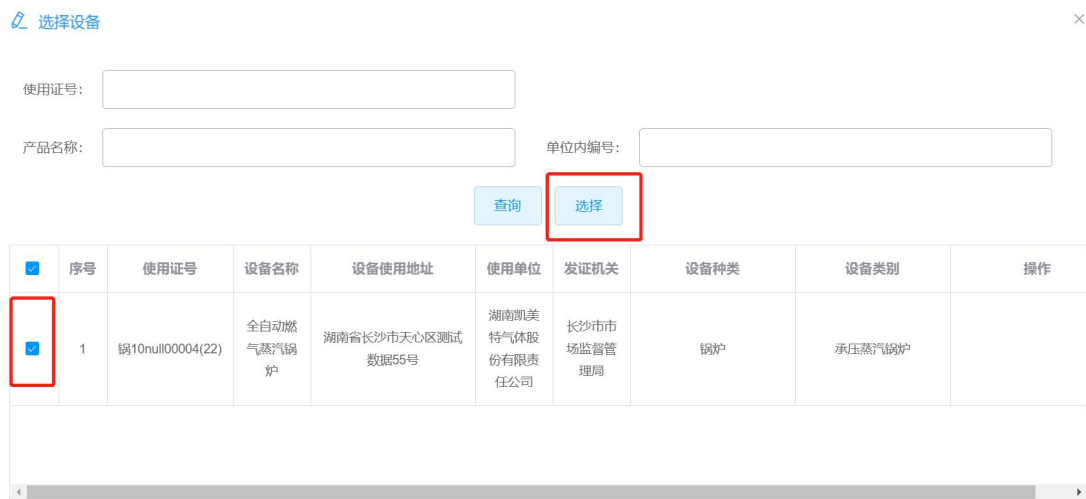 选择设备
使用证号：
产品名称：
单位内编号：
查询
选择
序号 使用证号 设备名称 设备使用地址 使用单位 发证机关 设备种类 设备类别 操作
1 锅10null00004(22) 全自动燃气蒸汽锅炉 湖南省长沙市天心区测试数据55号 湖南凯美特气体股份有限责任公司 长沙市市场监督管理局 锅炉 承压蒸汽锅炉